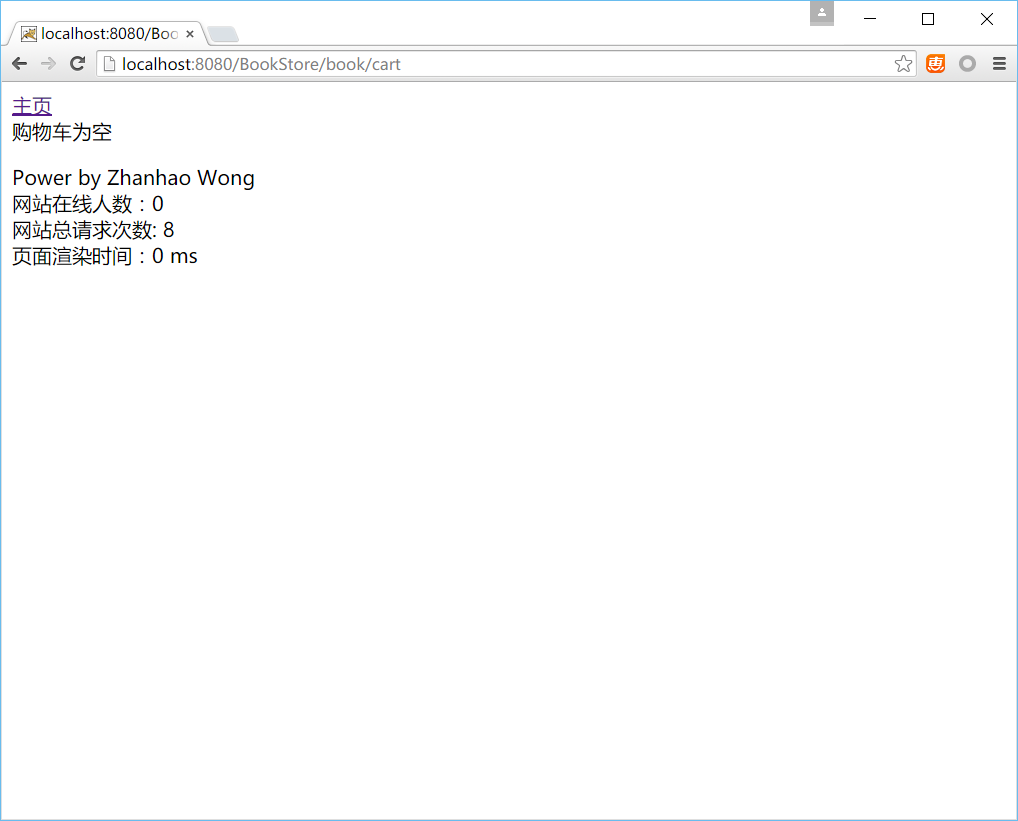 localhost:8080/Boo
localhost:8080/BookStore/book/cart
惠
主页
购物车为空
Power by Zhanhao Wong
网站在线人数：0
网站总请求次数: 8
页面渲染时间：0 ms